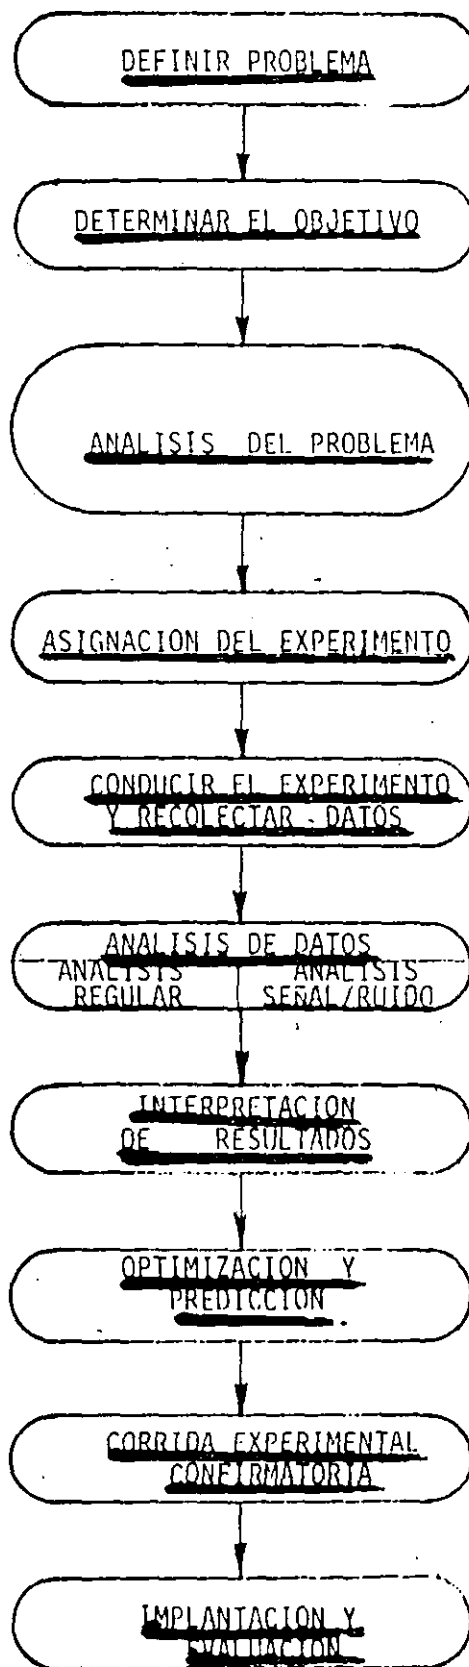 DEFINIR PROBLEMA
DETERMINAR EL OBJETIVO
ANALISIS DEL PROBLEMA
ASIGNACION DEL EXPERIMENTO
CONDUCIR EL EXPERIMENTO
Y RECOLECTAR DATOS
ANALISIS DE DATOS
ANALISIS ANALISIS
REGULAR SEÑAL/RUIDO
INTERPRETACION
DE RESULTADOS
OPTIMIZACION Y
PREDICCION
CORRIDA EXPERIMENTAL
CONFIRMATORIA
IMPLANTACION Y
EVALUACION